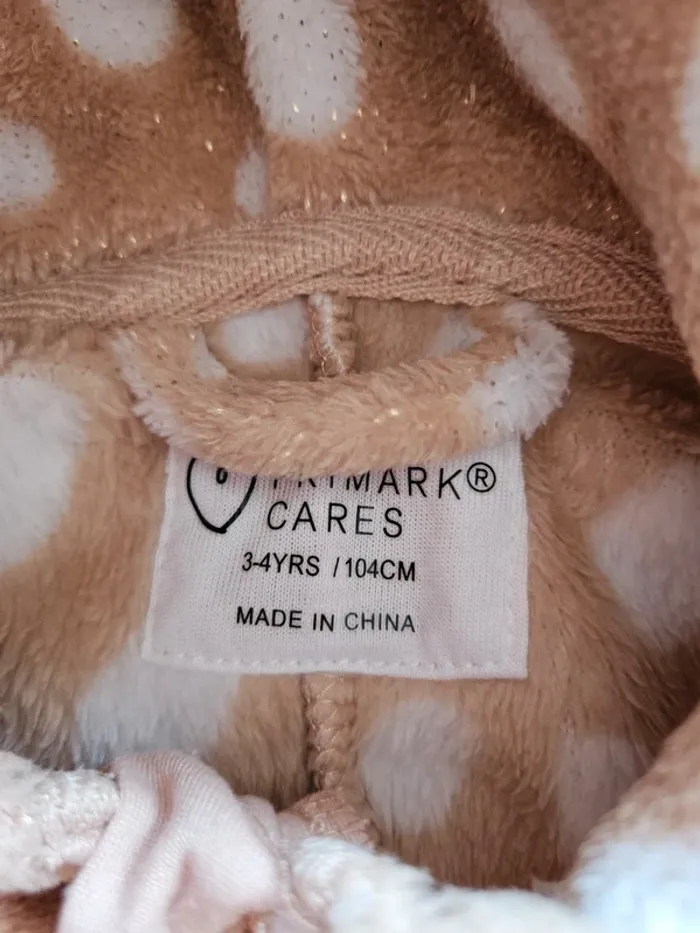 PRIMARK®
CARES
3-4YRS / 104CM
MADE IN CHINA